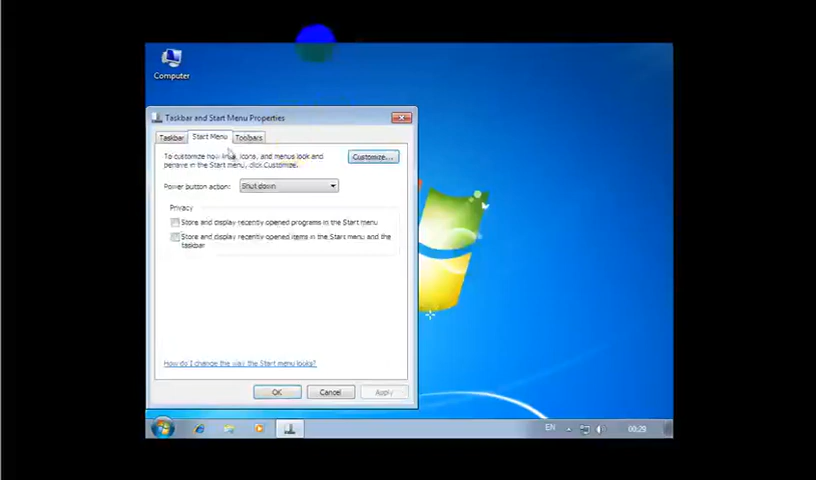 Computer
Taskbar and Start Menu Properties
Taskbar Start Menu Toolbars
To customize how links, icons, and menus look and
behave in the Start menu, click Customize.
Customize...
Power button action: Shut down
Privacy
Store and display recently opened programs in the Start menu
Store and display recently opened items in the Start menu and the
taskbar
How do I change the way the Start menu looks?
OK Cancel Apply
EN 00:29